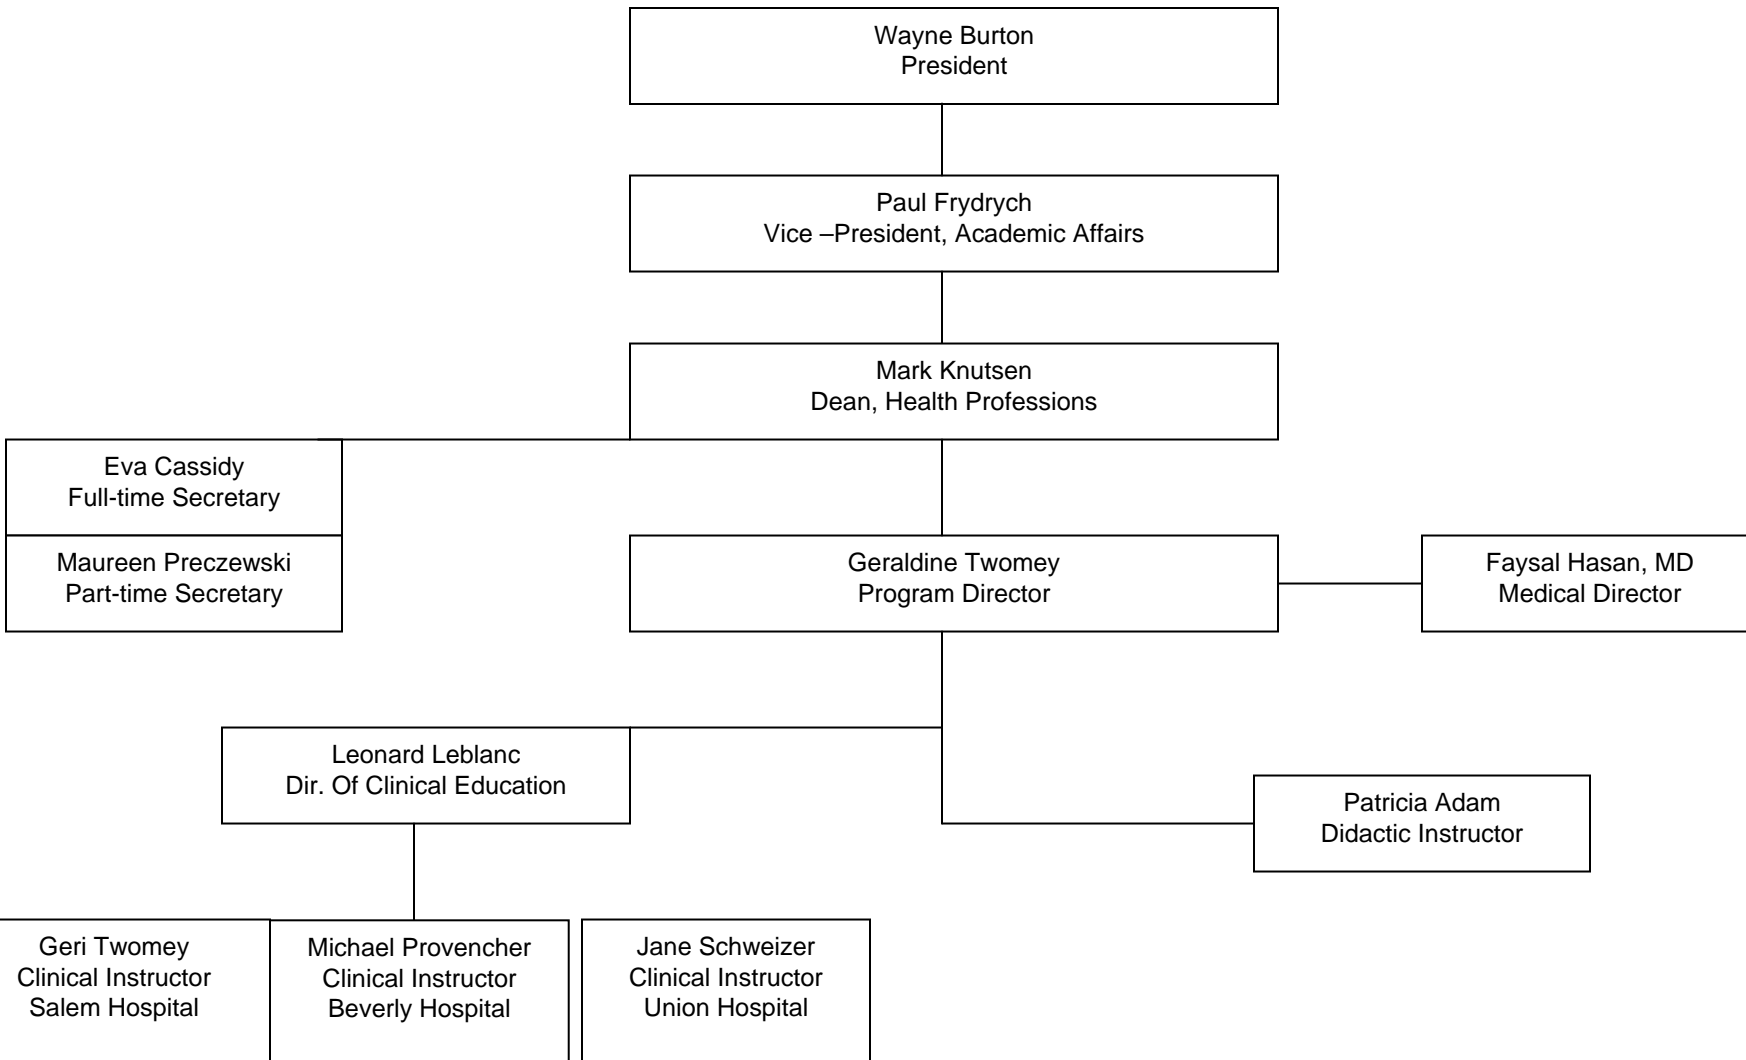 Wayne Burton
President
Paul Frydrych
Vice –President, Academic Affairs
Mark Knutsen
Dean, Health Professions
Eva Cassidy
Full-time Secretary
Maureen Preczewski
Part-time Secretary
Geraldine Twomey
Program Director
Faysal Hasan, MD
Medical Director
Leonard Leblanc
Dir. Of Clinical Education
Patricia Adam
Didactic Instructor
Geri Twomey
Clinical Instructor
Salem Hospital
Michael Provencher
Clinical Instructor
Beverly Hospital
Jane Schweizer
Clinical Instructor
Union Hospital